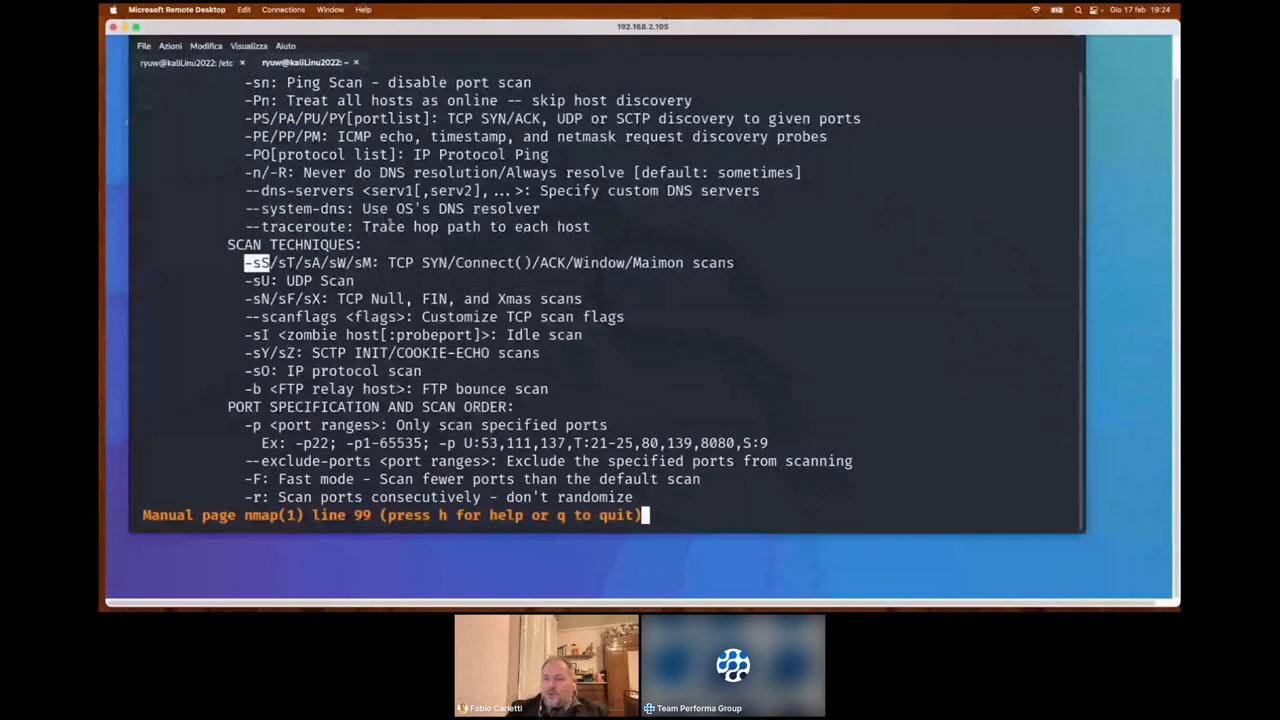 Microsoft Remote Desktop Edit Connections Window Help
Gio 17 feb 19:24
192.168.2.105
File Azioni Modifica Visualizza Aiuto
ryuw@kaliLinu2022: /etc × ryuw@kaliLinu2022: ~ ×
-sn: Ping Scan - disable port scan
-Pn: Treat all hosts as online -- skip host discovery
-PS/PA/PU/PY[portlist]: TCP SYN/ACK, UDP or SCTP discovery to given ports
-PE/PP/PM: ICMP echo, timestamp, and netmask request discovery probes
-PO[protocol list]: IP Protocol Ping
-n/-R: Never do DNS resolution/Always resolve [default: sometimes]
--dns-servers <serv1[,serv2],...>: Specify custom DNS servers
--system-dns: Use OS's DNS resolver
--traceroute: Trace hop path to each host
SCAN TECHNIQUES:
-sS/sT/sA/sW/sM: TCP SYN/Connect()/ACK/Window/Maimon scans
-sU: UDP Scan
-sN/sF/sX: TCP Null, FIN, and Xmas scans
--scanflags <flags>: Customize TCP scan flags
-sI <zombie host[:probeport]>: Idle scan
-sY/sZ: SCTP INIT/COOKIE-ECHO scans
-sO: IP protocol scan
-b <FTP relay host>: FTP bounce scan
PORT SPECIFICATION AND SCAN ORDER:
-p <port ranges>: Only scan specified ports
Ex: -p22; -p1-65535; -p U:53,111,137,T:21-25,80,139,8080,S:9
--exclude-ports <port ranges>: Exclude the specified ports from scanning
-F: Fast mode - Scan fewer ports than the default scan
-r: Scan ports consecutively - don't randomize
Manual page nmap(1) line 99 (press h for help or q to quit)
Fabio Carletti
Team Performa Group